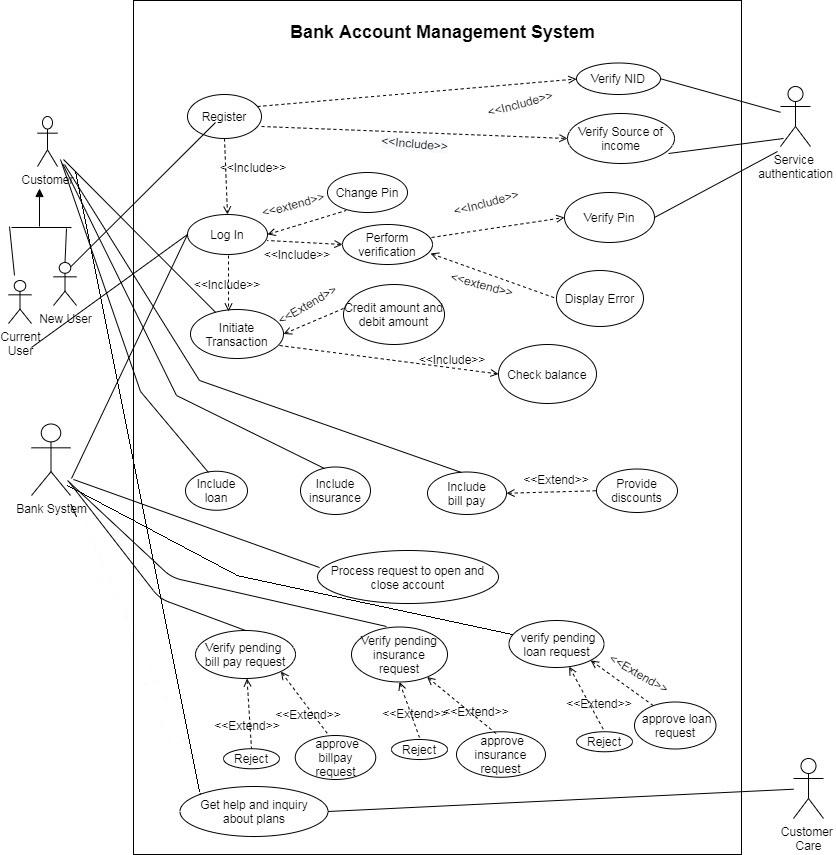 Bank Account Management System
Verify NID
<<Include>>
Register
Verify Source of
income
<<Include>>
Service
authentication
<<Include>>
Customer
Change Pin
<<extend>>
<<Include>>
Verify Pin
Log In
Perform
verification
<<Include>>
<<Include>>
<<extend>>
Display Error
<<Extend>>
Credit amount and
debit amount
New User
Current
User
Initiate
Transaction
<<Include>>
Check balance
Include
loan
Include
insurance
Include
bill pay
<<Extend>>
Provide
discounts
Bank System
Process request to open and
close account
Verify pending
bill pay request
Verify pending
insurance
request
verify pending
loan request
<<Extend>>
<<Extend>>
<<Extend>>
<<Extend>>
<<Extend>>
<<Extend>>
Reject
approve
billpay
request
Reject
approve
insurance
request
Reject
approve loan
request
Get help and inquiry
about plans
Customer
Care